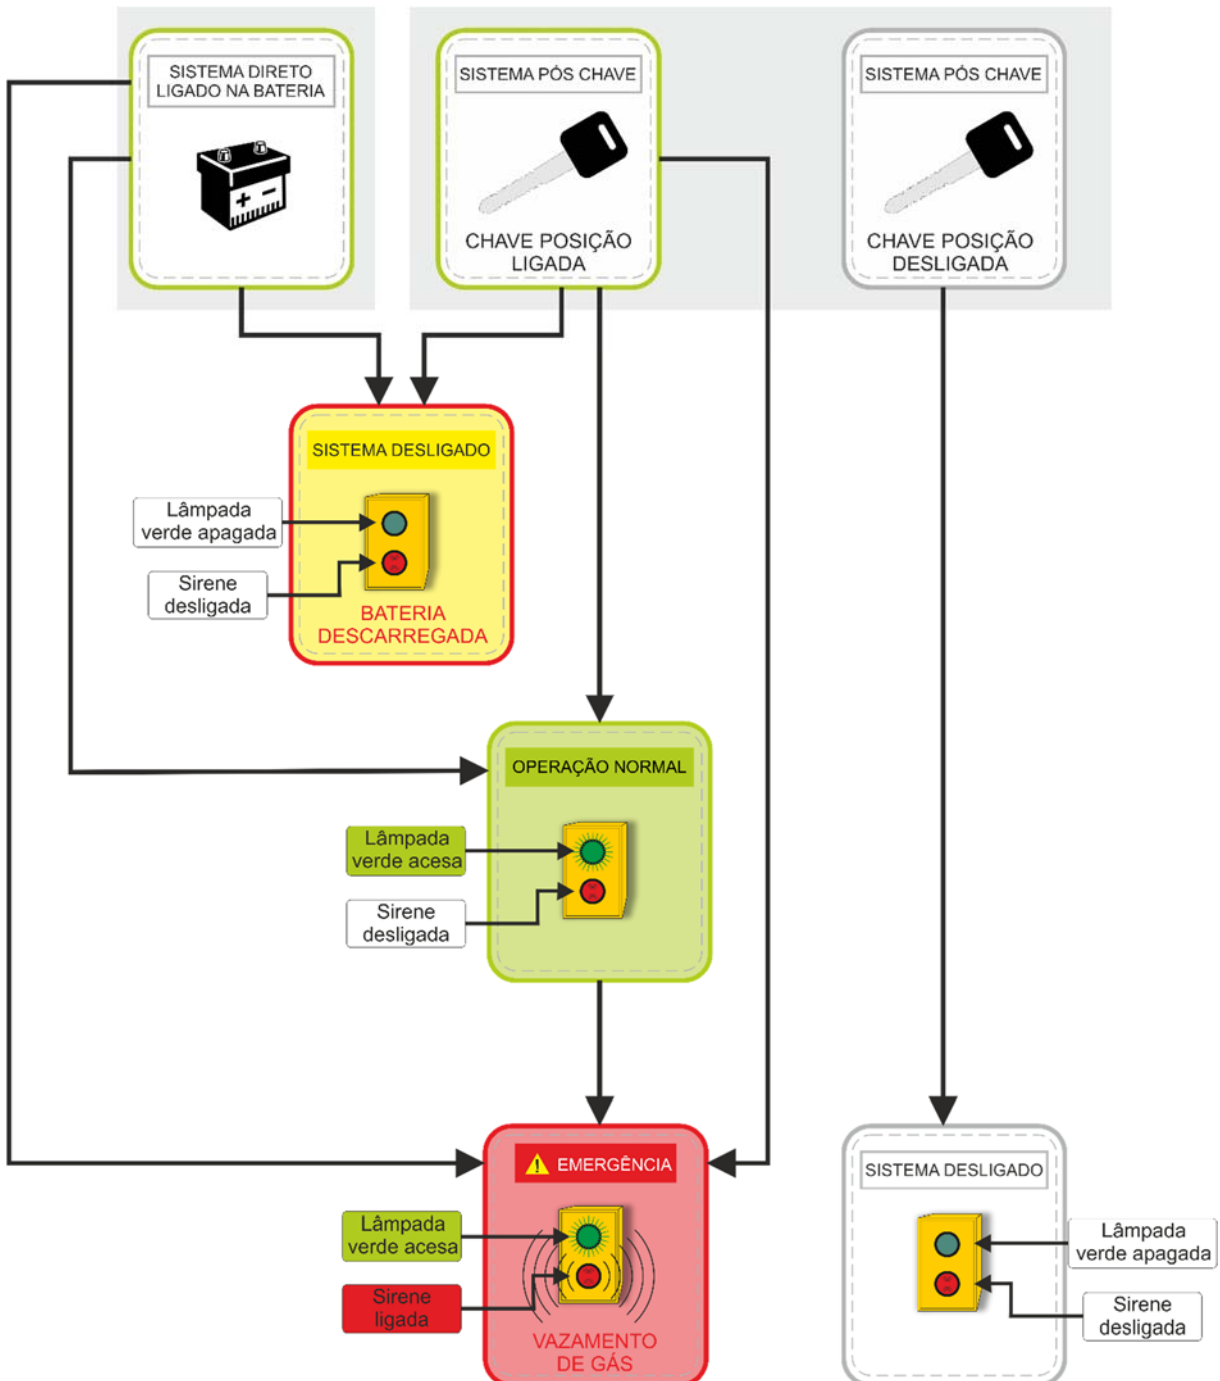 SISTEMA DIRETO
LIGADO NA BATERIA
SISTEMA PÓS CHAVE
CHAVE POSIÇÃO
LIGADA
SISTEMA PÓS CHAVE
CHAVE POSIÇÃO
DESLIGADA
SISTEMA DESLIGADO
Lâmpada
verde apagada
Sirene
desligada
BATERIA
DESCARREGADA
OPERAÇÃO NORMAL
Lâmpada
verde acesa
Sirene
desligada
EMERGÊNCIA
Lâmpada
verde acesa
Sirene
ligada
VAZAMENTO
DE GÁS
SISTEMA DESLIGADO
Lâmpada
verde apagada
Sirene
desligada